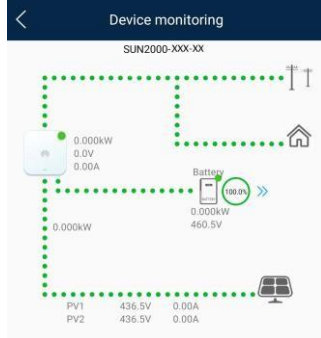 Device monitoring
SUN2000-XXX-XX
0.000kW
0.0V
0.00A
Battery
100.0%
0.000kW
460.5V
0.000kW
PV1 436.5V 0.00A
PV2 436.5V 0.00A